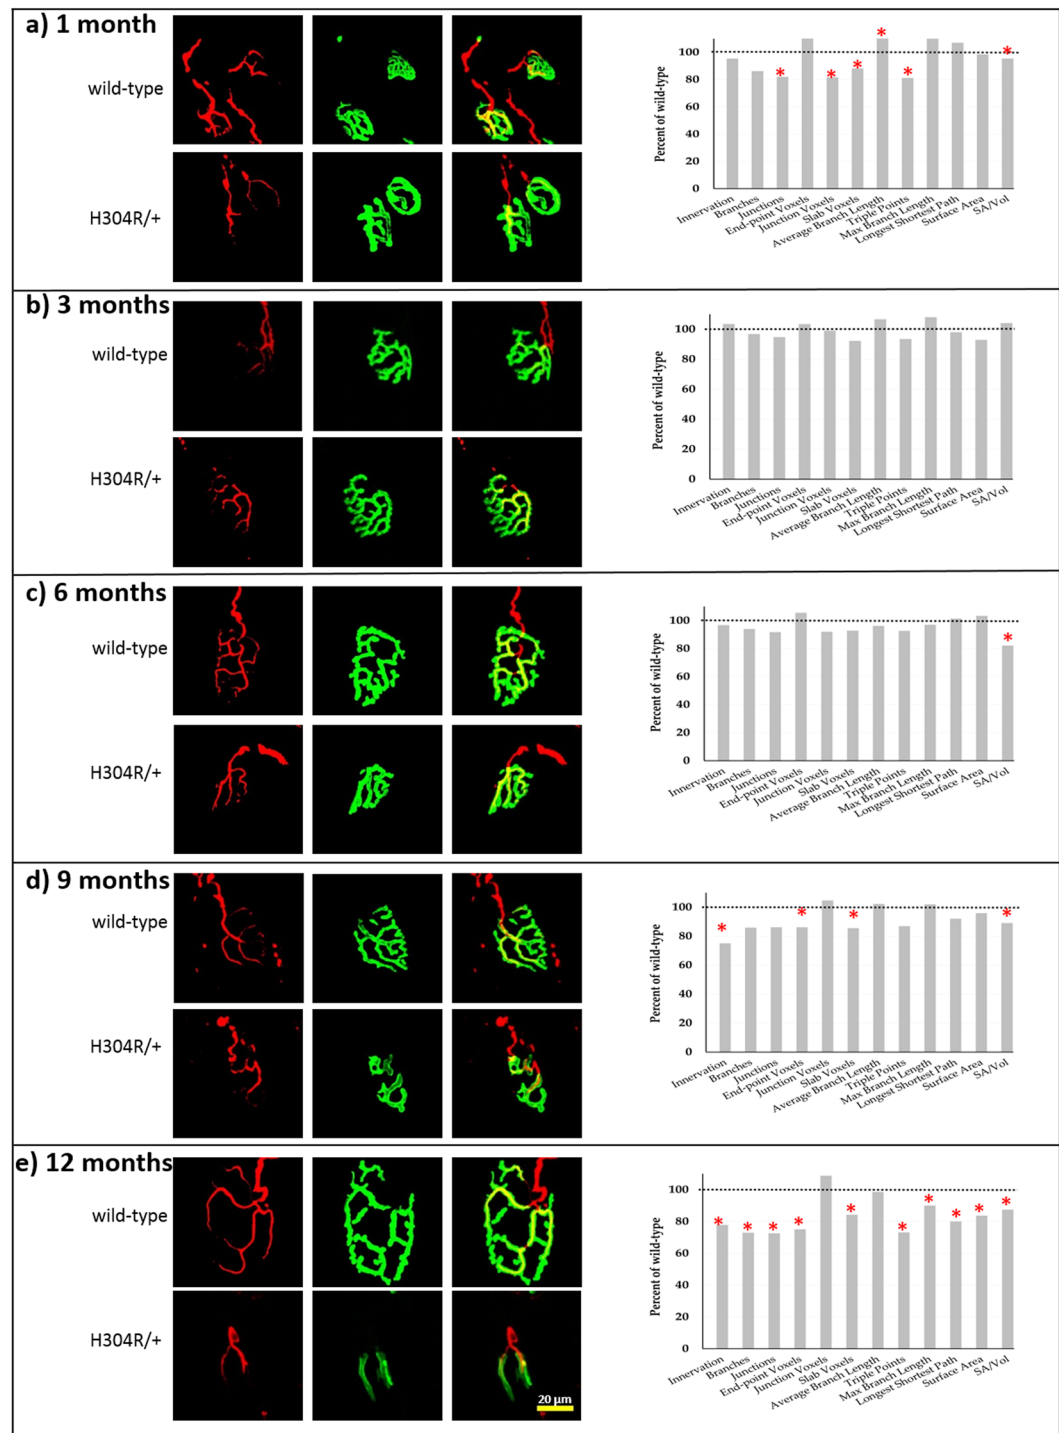 a) 1 month
wild-type
H304R/+
Percent of wild-type
100
80
60
40
20
0
Innervation
Branches
Junctions
End-point Voxels
Junction Voxels
Slab Voxels
Average Branch Length
Triple Points
Max Branch Length
Longest Shortest Path
Surface Area
SA/Vol
* * * * * * *
b) 3 months
wild-type
H304R/+
Percent of wild-type
100
80
60
40
20
0
Innervation
Branches
Junctions
End-point Voxels
Junction Voxels
Slab Voxels
Average Branch Length
Triple Points
Max Branch Length
Longest Shortest Path
Surface Area
SA/Vol
c) 6 months
wild-type
H304R/+
Percent of wild-type
100
80
60
40
20
0
Innervation
Branches
Junctions
End-point Voxels
Junction Voxels
Slab Voxels
Average Branch Length
Triple Points
Max Branch Length
Longest Shortest Path
Surface Area
SA/Vol
*
d) 9 months
wild-type
H304R/+
Percent of wild-type
100
80
60
40
20
0
Innervation
Branches
Junctions
End-point Voxels
Junction Voxels
Slab Voxels
Average Branch Length
Triple Points
Max Branch Length
Longest Shortest Path
Surface Area
SA/Vol
* * * *
e) 12 months
wild-type
H304R/+
20 µm
Percent of wild-type
100
80
60
40
20
0
Innervation
Branches
Junctions
End-point Voxels
Junction Voxels
Slab Voxels
Average Branch Length
Triple Points
Max Branch Length
Longest Shortest Path
Surface Area
SA/Vol
* * * * * * * * * *